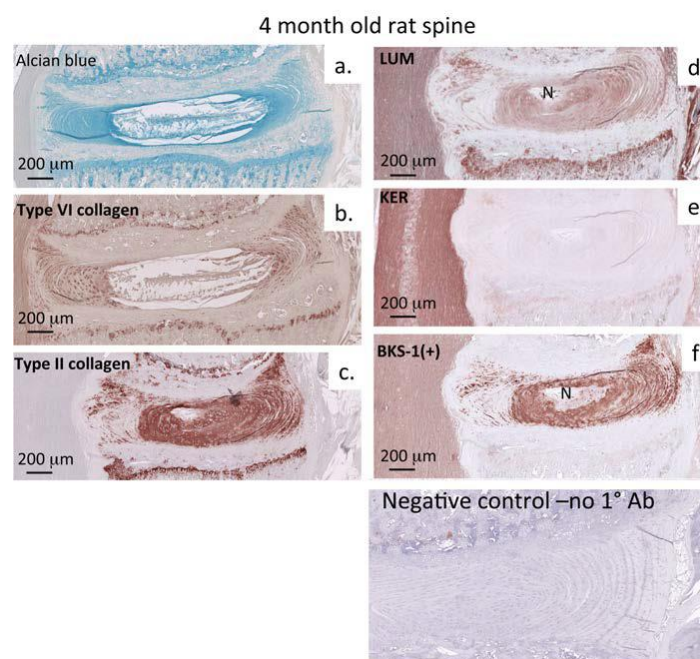 4 month old rat spine
Alcian blue
a.
200 µm
Type VI collagen
b.
200 µm
Type II collagen
c.
200 µm
LUM
d
N
200 µm
KER
e
200 µm
BKS-1(+)
f
N
200 µm
Negative control –no 1° Ab